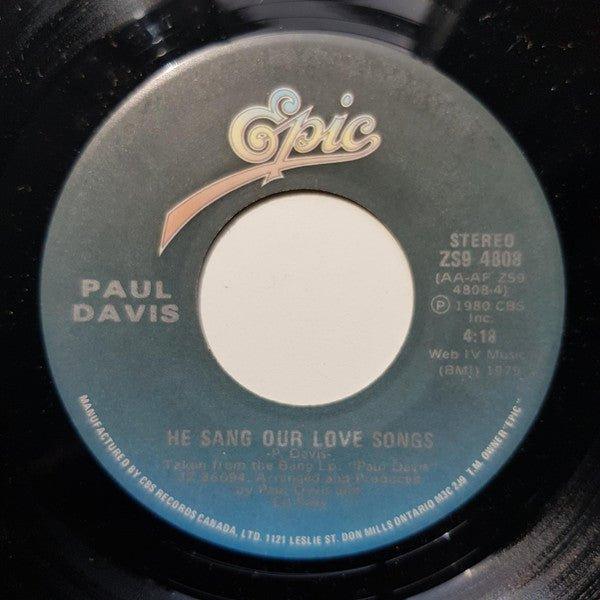 Epic
STEREO
ZS9 4808
(AA-AF ZS9
4808-4)
℗ 1980 CBS
Inc.
4:18
Web IV Music
(BMI) 1979
PAUL
DAVIS
HE SANG OUR LOVE SONGS
-P. Davis-
Taken from the Bang Lp. "Paul Davis"
JZ 36094. Arranged and Produced
by Paul Davis and
Ed Seay
MANUFACTURED BY CBS RECORDS CANADA, LTD. 1121 LESLIE ST. DON MILLS ONTARIO M3C 2J9 T.M. OWNER "EPIC"